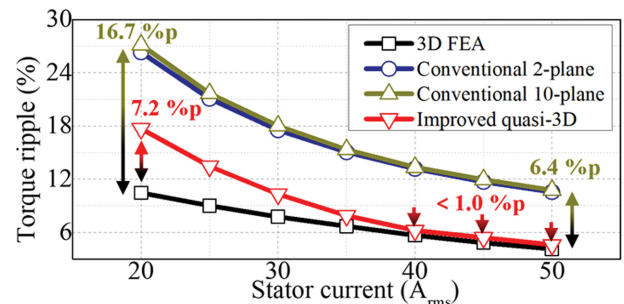 30
24
18
12
6
Torque ripple (%)
16.7 %p
7.2 %p
3D FEA
Conventional 2-plane
Conventional 10-plane
Improved quasi-3D
6.4 %p
< 1.0 %p
20
30
40
50
Stator current (Arms)